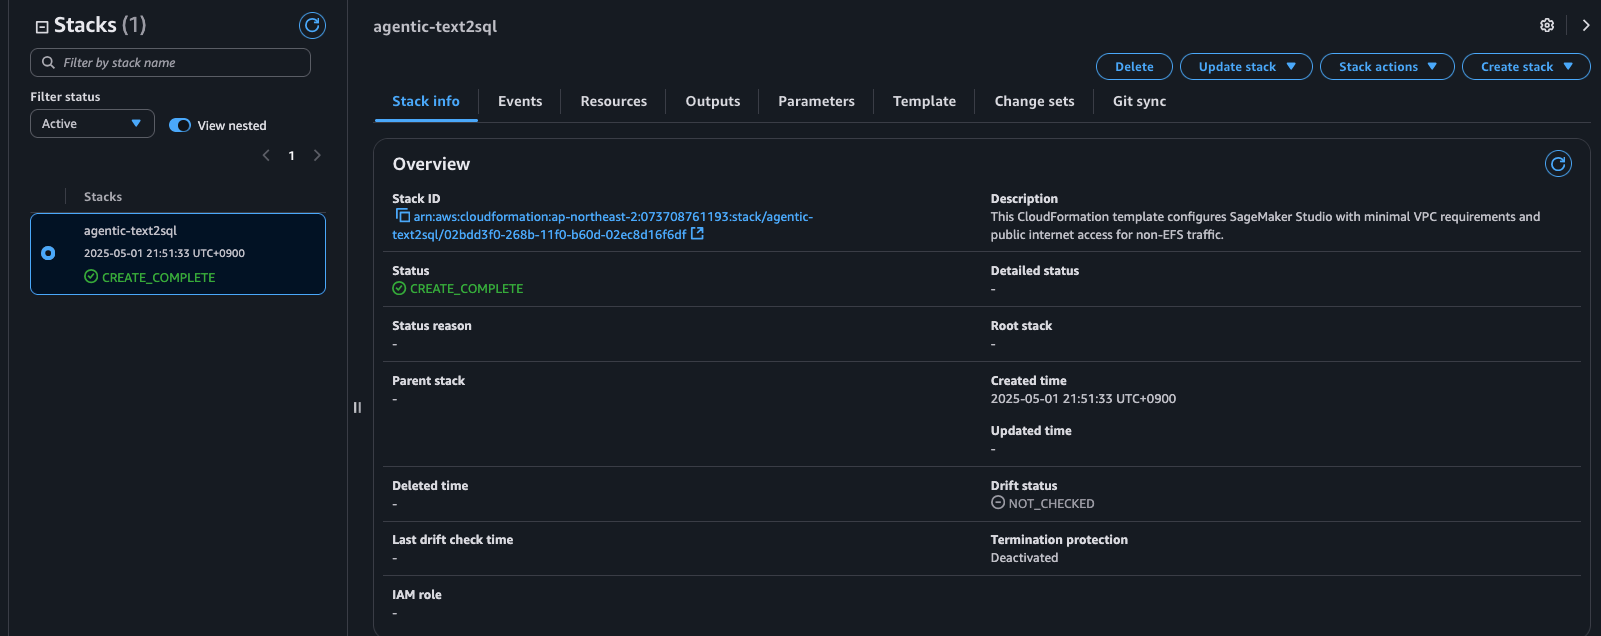 Stacks (1)
Filter by stack name
Filter status
Active
View nested
1
Stacks
agentic-text2sql
2025-05-01 21:51:33 UTC+0900
CREATE_COMPLETE
agentic-text2sql
Delete
Update stack
Stack actions
Create stack
Stack info
Events
Resources
Outputs
Parameters
Template
Change sets
Git sync
Overview
Stack ID
arn:aws:cloudformation:ap-northeast-2:073708761193:stack/agentic-
text2sql/02bdd3f0-268b-11f0-b60d-02ec8d16f6df
Description
This CloudFormation template configures SageMaker Studio with minimal VPC requirements and
public internet access for non-EFS traffic.
Status
CREATE_COMPLETE
Detailed status
-
Status reason
-
Root stack
-
Parent stack
-
Created time
2025-05-01 21:51:33 UTC+0900
Updated time
-
Deleted time
-
Drift status
NOT_CHECKED
Last drift check time
-
Termination protection
Deactivated
IAM role
-